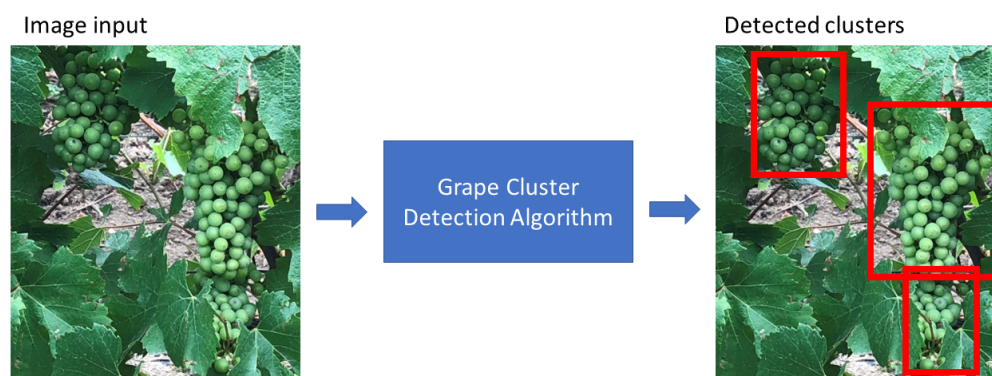 Image input
Detected clusters
Grape Cluster
Detection Algorithm